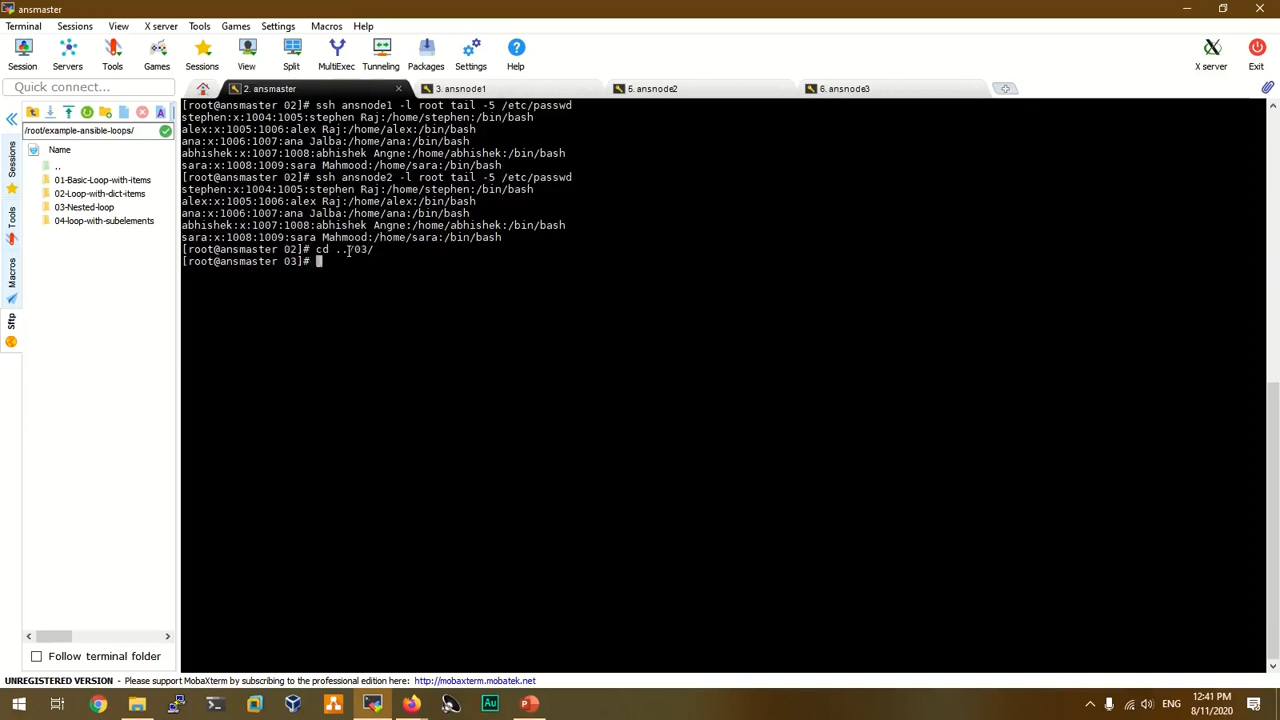 ansmaster
Terminal Sessions View X server Tools Games Settings Macros Help
Session Servers Tools Games Sessions View Split MultiExec Tunneling Packages Settings Help X server Exit
Quick connect...
2. ansmaster 3. ansnode1 5. ansnode2 6. ansnode3
/root/example-ansible-loops/
Name
..
01-Basic-Loop-with-items
02-Loop-with-dict-items
03-Nested-loop
04-loop-with-subelements
Sessions
Tools
Macros
Sftp
[root@ansmaster 02]# ssh ansnode1 -l root tail -5 /etc/passwd
stephen:x:1004:1005:stephen Raj:/home/stephen:/bin/bash
alex:x:1005:1006:alex Raj:/home/alex:/bin/bash
ana:x:1006:1007:ana Jalba:/home/ana:/bin/bash
abhishek:x:1007:1008:abhishek Angne:/home/abhishek:/bin/bash
sara:x:1008:1009:sara Mahmood:/home/sara:/bin/bash
[root@ansmaster 02]# ssh ansnode2 -l root tail -5 /etc/passwd
stephen:x:1004:1005:stephen Raj:/home/stephen:/bin/bash
alex:x:1005:1006:alex Raj:/home/alex:/bin/bash
ana:x:1006:1007:ana Jalba:/home/ana:/bin/bash
abhishek:x:1007:1008:abhishek Angne:/home/abhishek:/bin/bash
sara:x:1008:1009:sara Mahmood:/home/sara:/bin/bash
[root@ansmaster 02]# cd ../03/
[root@ansmaster 03]#
Follow terminal folder
UNREGISTERED VERSION - Please support MobaXterm by subscribing to the professional edition here: http://mobaxterm.mobatek.net
Au
ENG
12:41 PM
8/11/2020